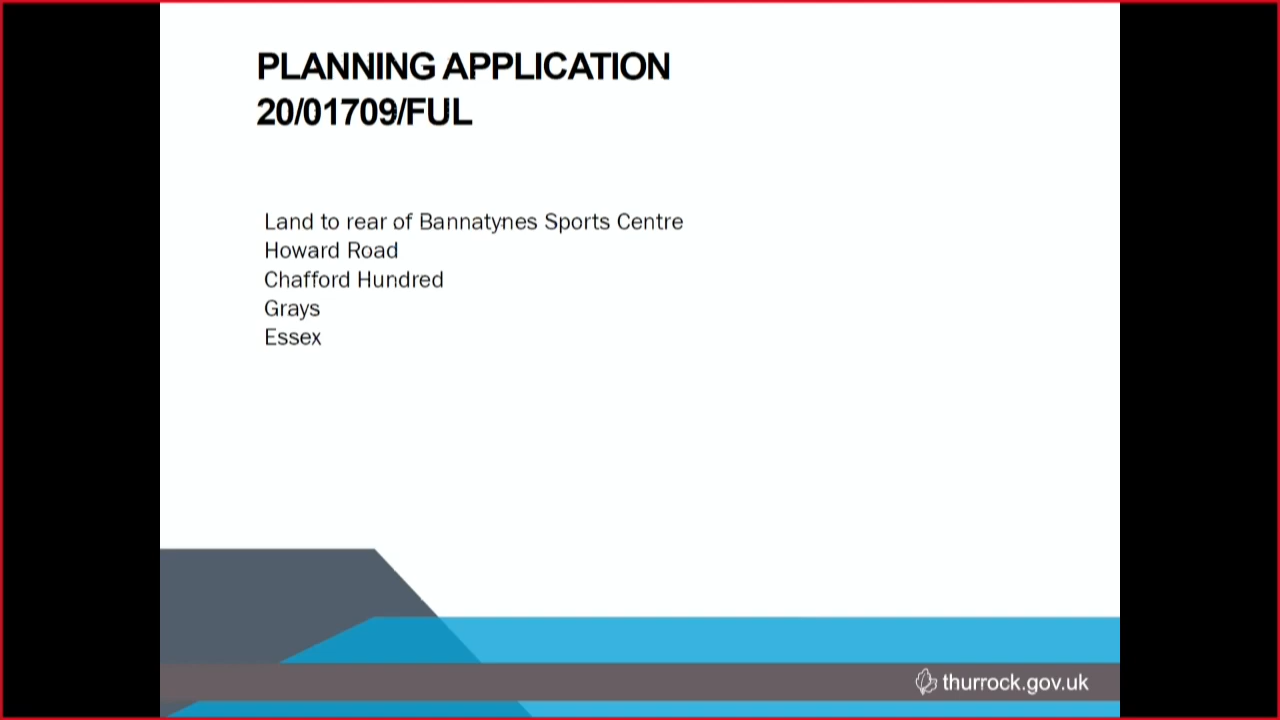 PLANNING APPLICATION
20/01709/FUL
Land to rear of Bannatynes Sports Centre
Howard Road
Chafford Hundred
Grays
Essex
thurrock.gov.uk